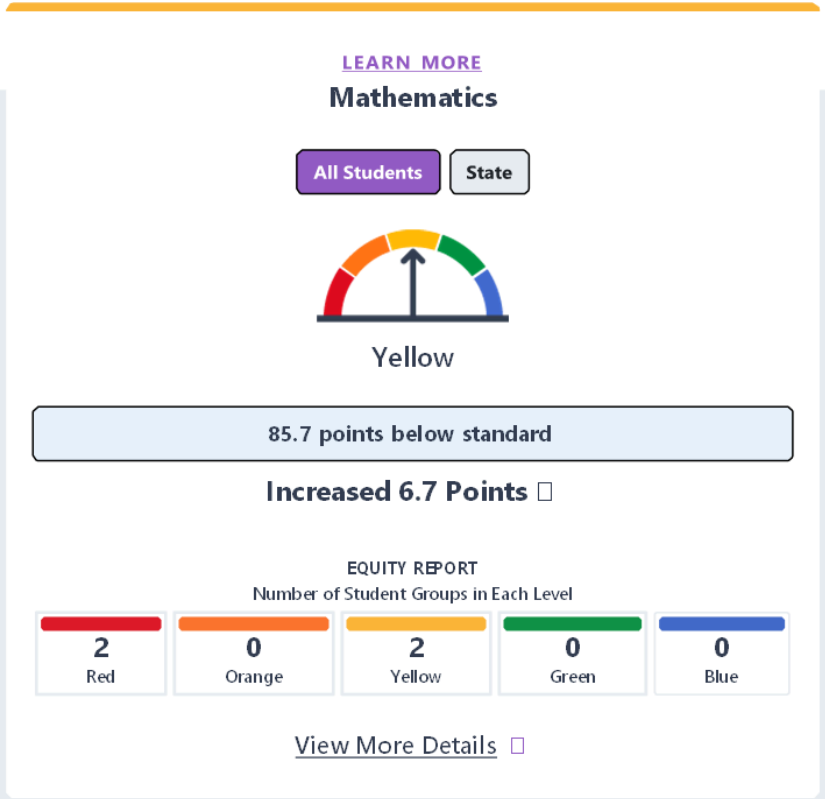 LEARN MORE
Mathematics
All Students State
Yellow
85.7 points below standard
Increased 6.7 Points
EQUITY REPORT
Number of Student Groups in Each Level
2 0 2 0 0
Red Orange Yellow Green Blue
View More Details